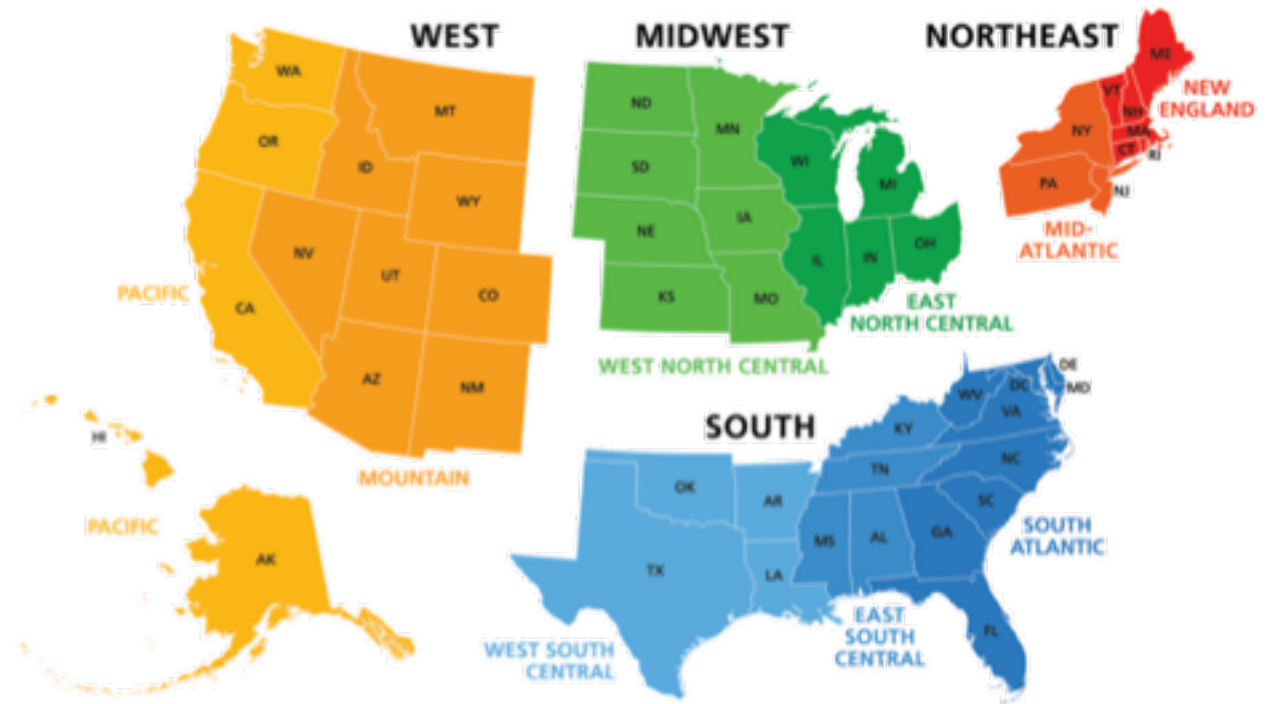 WEST
MIDWEST
NORTHEAST
WA
OR
CA
PACIFIC
MT
ID
WY
NV
UT
CO
AZ
NM
MOUNTAIN
HI
PACIFIC
AK
ND
SD
NE
KS
MN
IA
MO
WEST NORTH CENTRAL
WI
MI
IL
IN
OH
EAST
NORTH CENTRAL
ME
VT
NH
MA
CT
RI
NEW
ENGLAND
NY
PA
NJ
MID-
ATLANTIC
SOUTH
OK
AR
TX
LA
WEST SOUTH
CENTRAL
KY
TN
MS
AL
EAST
SOUTH
CENTRAL
DE
MD
DC
WV
VA
NC
SC
GA
FL
SOUTH
ATLANTIC